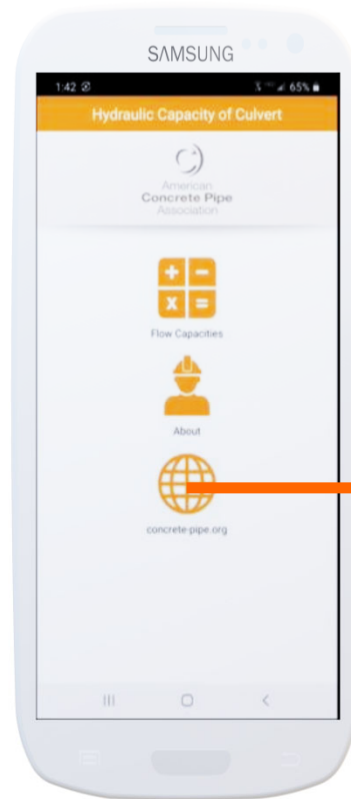 SAMSUNG
1:42 65%
Hydraulic Capacity of Culvert
American
Concrete Pipe
Association
Flow Capacities
About
concrete-pipe.org